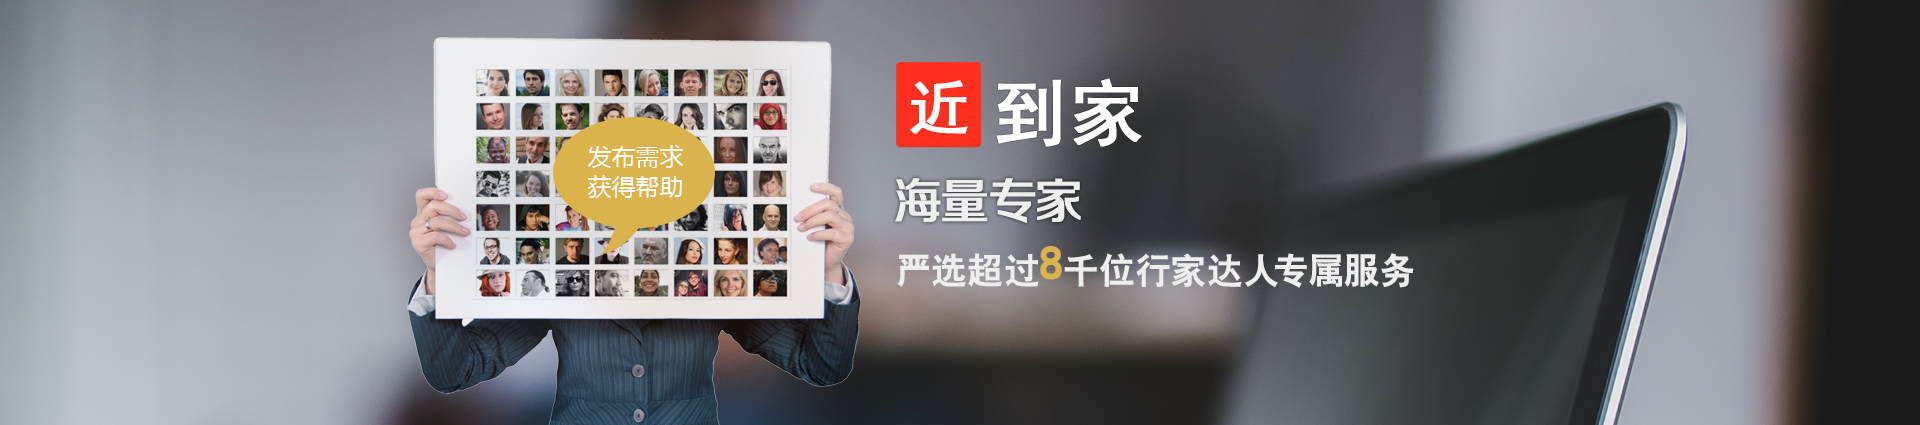 发布需求
获得帮助
近到家
海量专家
严选超过8千位行家达人专属服务